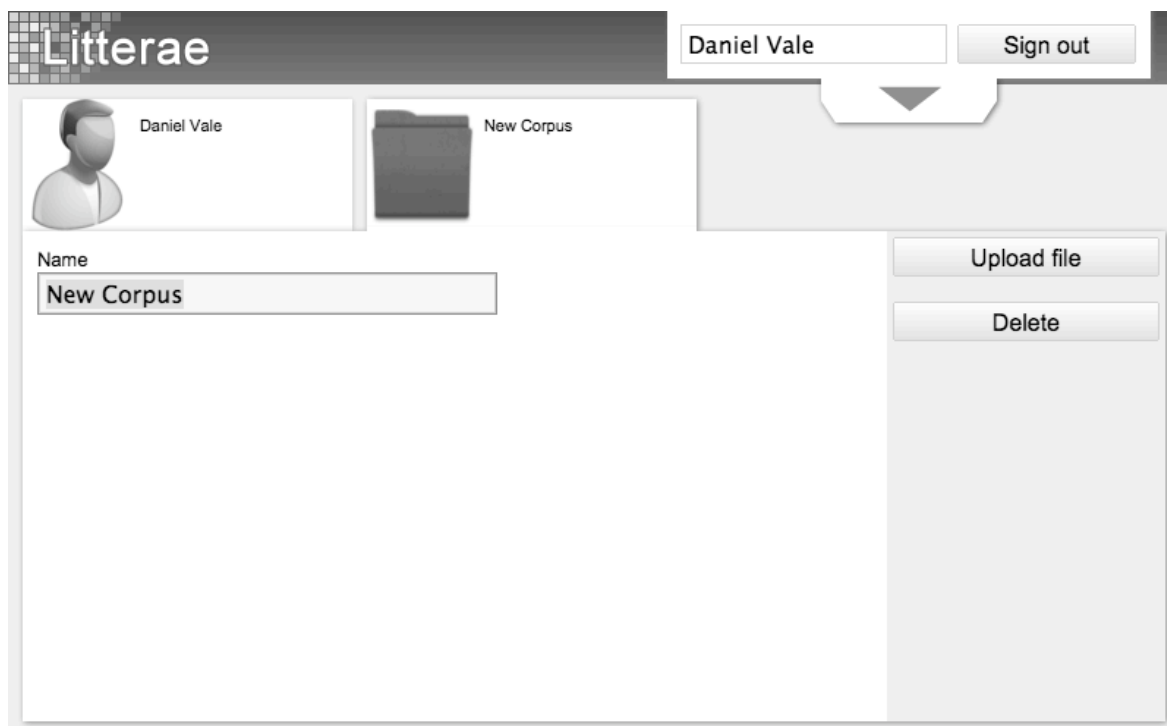 Litterae
Daniel Vale
Sign out
Daniel Vale
New Corpus
Name
New Corpus
Upload file
Delete